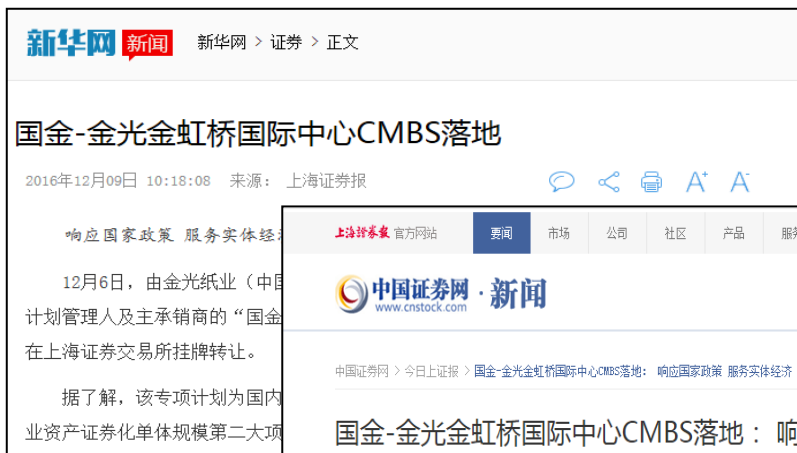 新华网 新闻 新华网 > 证券 > 正文
国金-金光金虹桥国际中心CMBS落地
2016年12月09日 10:18:08 来源： 上海证券报
A+ A-
响应国家政策 服务实体经
12月6日，由金光纸业（中
计划管理人及主承销商的“国金
在上海证券交易所挂牌转让。
据了解，该专项计划为国内
业资产证券化单体规模第二大项
上海證券報 官方网站 要闻 市场 公司 社区 产品
中国证券网·新闻
www.cnstock.com
中国证券网 > 今日上证报 > 国金-金光金虹桥国际中心CMBS落地： 响应国家政策 服务实体经济
国金-金光金虹桥国际中心CMBS落地： 响